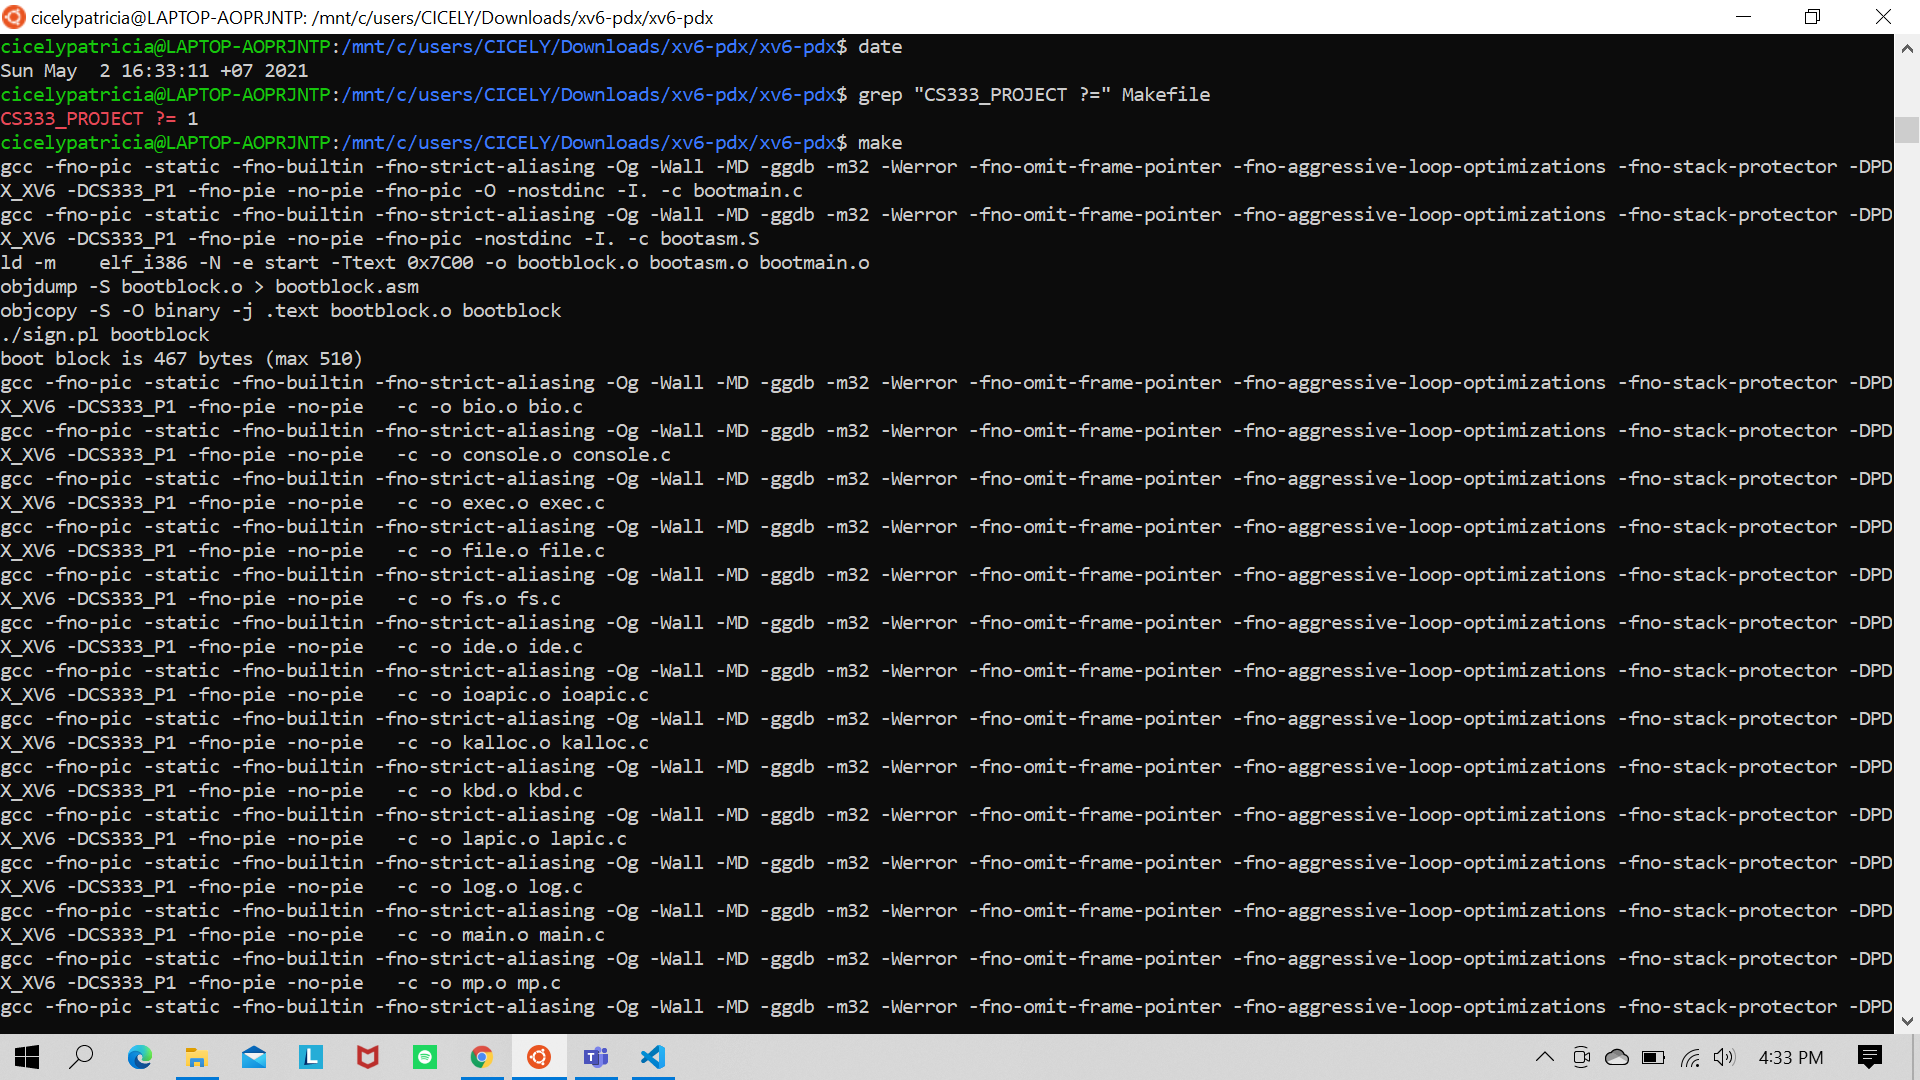 cicelypatricia@LAPTOP-AOPRJNTP: /mnt/c/users/CICELY/Downloads/xv6-pdx/xv6-pdx
cicelypatricia@LAPTOP-AOPRJNTP:/mnt/c/users/CICELY/Downloads/xv6-pdx/xv6-pdx$ date
Sun May  2 16:33:11 +07 2021
cicelypatricia@LAPTOP-AOPRJNTP:/mnt/c/users/CICELY/Downloads/xv6-pdx/xv6-pdx$ grep "CS333_PROJECT ?=" Makefile
CS333_PROJECT ?= 1
cicelypatricia@LAPTOP-AOPRJNTP:/mnt/c/users/CICELY/Downloads/xv6-pdx/xv6-pdx$ make
gcc -fno-pic -static -fno-builtin -fno-strict-aliasing -Og -Wall -MD -ggdb -m32 -Werror -fno-omit-frame-pointer -fno-aggressive-loop-optimizations -fno-stack-protector -DPD
X_XV6 -DCS333_P1 -fno-pie -no-pie -fno-pic -O -nostdinc -I. -c bootmain.c
gcc -fno-pic -static -fno-builtin -fno-strict-aliasing -Og -Wall -MD -ggdb -m32 -Werror -fno-omit-frame-pointer -fno-aggressive-loop-optimizations -fno-stack-protector -DPD
X_XV6 -DCS333_P1 -fno-pie -no-pie -fno-pic -nostdinc -I. -c bootasm.S
ld -m    elf_i386 -N -e start -Ttext 0x7C00 -o bootblock.o bootasm.o bootmain.o
objdump -S bootblock.o > bootblock.asm
objcopy -S -O binary -j .text bootblock.o bootblock
./sign.pl bootblock
boot block is 467 bytes (max 510)
gcc -fno-pic -static -fno-builtin -fno-strict-aliasing -Og -Wall -MD -ggdb -m32 -Werror -fno-omit-frame-pointer -fno-aggressive-loop-optimizations -fno-stack-protector -DPD
X_XV6 -DCS333_P1 -fno-pie -no-pie   -c -o bio.o bio.c
gcc -fno-pic -static -fno-builtin -fno-strict-aliasing -Og -Wall -MD -ggdb -m32 -Werror -fno-omit-frame-pointer -fno-aggressive-loop-optimizations -fno-stack-protector -DPD
X_XV6 -DCS333_P1 -fno-pie -no-pie   -c -o console.o console.c
gcc -fno-pic -static -fno-builtin -fno-strict-aliasing -Og -Wall -MD -ggdb -m32 -Werror -fno-omit-frame-pointer -fno-aggressive-loop-optimizations -fno-stack-protector -DPD
X_XV6 -DCS333_P1 -fno-pie -no-pie   -c -o exec.o exec.c
gcc -fno-pic -static -fno-builtin -fno-strict-aliasing -Og -Wall -MD -ggdb -m32 -Werror -fno-omit-frame-pointer -fno-aggressive-loop-optimizations -fno-stack-protector -DPD
X_XV6 -DCS333_P1 -fno-pie -no-pie   -c -o file.o file.c
gcc -fno-pic -static -fno-builtin -fno-strict-aliasing -Og -Wall -MD -ggdb -m32 -Werror -fno-omit-frame-pointer -fno-aggressive-loop-optimizations -fno-stack-protector -DPD
X_XV6 -DCS333_P1 -fno-pie -no-pie   -c -o fs.o fs.c
gcc -fno-pic -static -fno-builtin -fno-strict-aliasing -Og -Wall -MD -ggdb -m32 -Werror -fno-omit-frame-pointer -fno-aggressive-loop-optimizations -fno-stack-protector -DPD
X_XV6 -DCS333_P1 -fno-pie -no-pie   -c -o ide.o ide.c
gcc -fno-pic -static -fno-builtin -fno-strict-aliasing -Og -Wall -MD -ggdb -m32 -Werror -fno-omit-frame-pointer -fno-aggressive-loop-optimizations -fno-stack-protector -DPD
X_XV6 -DCS333_P1 -fno-pie -no-pie   -c -o ioapic.o ioapic.c
gcc -fno-pic -static -fno-builtin -fno-strict-aliasing -Og -Wall -MD -ggdb -m32 -Werror -fno-omit-frame-pointer -fno-aggressive-loop-optimizations -fno-stack-protector -DPD
X_XV6 -DCS333_P1 -fno-pie -no-pie   -c -o kalloc.o kalloc.c
gcc -fno-pic -static -fno-builtin -fno-strict-aliasing -Og -Wall -MD -ggdb -m32 -Werror -fno-omit-frame-pointer -fno-aggressive-loop-optimizations -fno-stack-protector -DPD
X_XV6 -DCS333_P1 -fno-pie -no-pie   -c -o kbd.o kbd.c
gcc -fno-pic -static -fno-builtin -fno-strict-aliasing -Og -Wall -MD -ggdb -m32 -Werror -fno-omit-frame-pointer -fno-aggressive-loop-optimizations -fno-stack-protector -DPD
X_XV6 -DCS333_P1 -fno-pie -no-pie   -c -o lapic.o lapic.c
gcc -fno-pic -static -fno-builtin -fno-strict-aliasing -Og -Wall -MD -ggdb -m32 -Werror -fno-omit-frame-pointer -fno-aggressive-loop-optimizations -fno-stack-protector -DPD
X_XV6 -DCS333_P1 -fno-pie -no-pie   -c -o log.o log.c
gcc -fno-pic -static -fno-builtin -fno-strict-aliasing -Og -Wall -MD -ggdb -m32 -Werror -fno-omit-frame-pointer -fno-aggressive-loop-optimizations -fno-stack-protector -DPD
X_XV6 -DCS333_P1 -fno-pie -no-pie   -c -o main.o main.c
gcc -fno-pic -static -fno-builtin -fno-strict-aliasing -Og -Wall -MD -ggdb -m32 -Werror -fno-omit-frame-pointer -fno-aggressive-loop-optimizations -fno-stack-protector -DPD
X_XV6 -DCS333_P1 -fno-pie -no-pie   -c -o mp.o mp.c
gcc -fno-pic -static -fno-builtin -fno-strict-aliasing -Og -Wall -MD -ggdb -m32 -Werror -fno-omit-frame-pointer -fno-aggressive-loop-optimizations -fno-stack-protector -DPD
4:33 PM